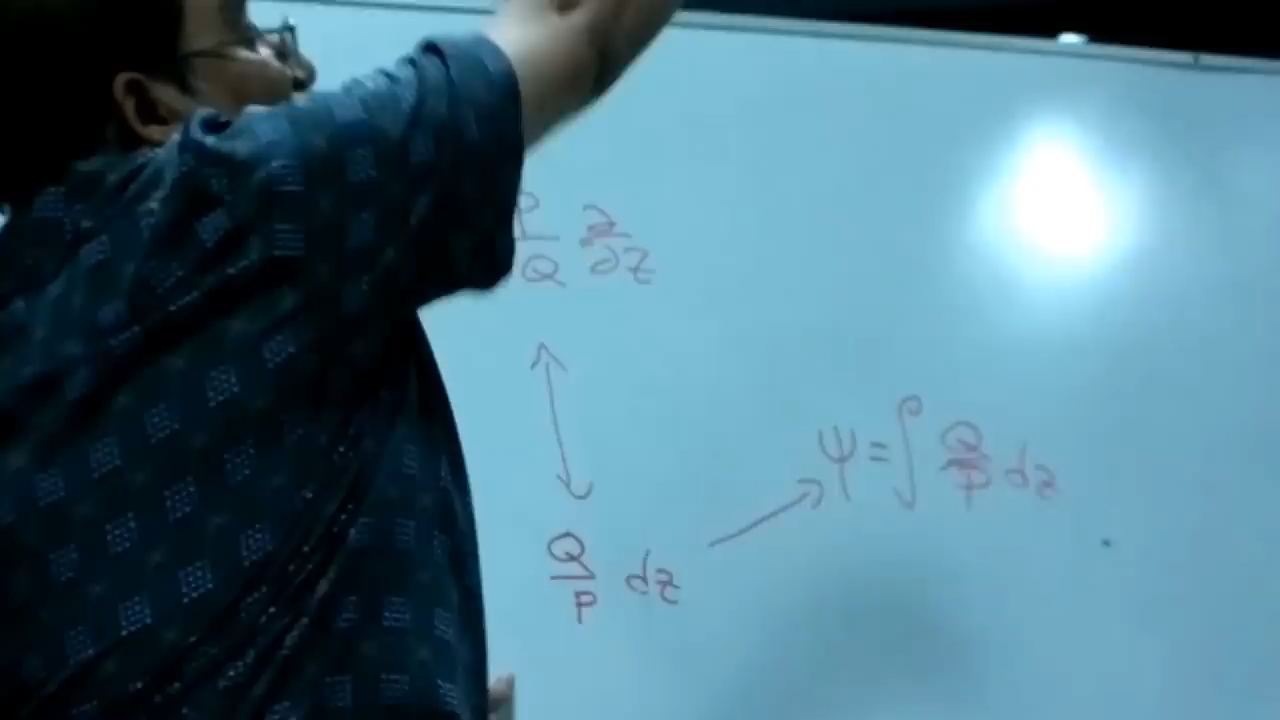 P/Q ∂/∂z
ψ = ∫ Q/P dz
Q/P dz